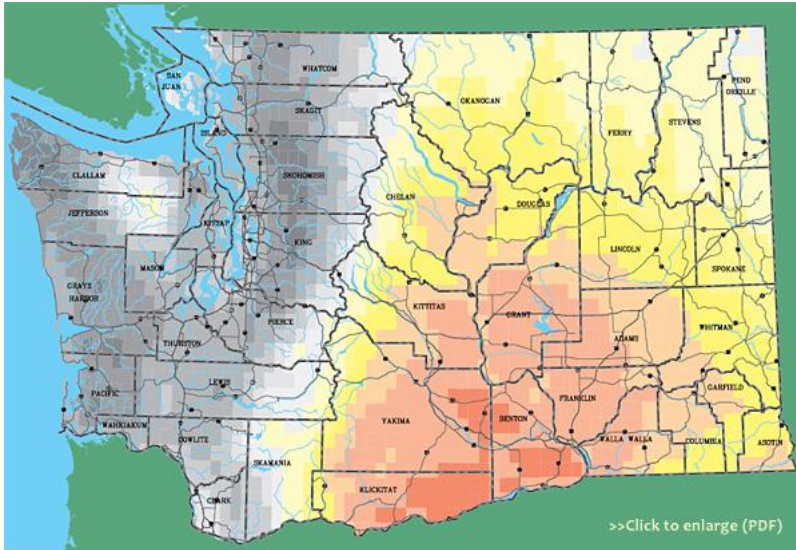 WHATCOM
SAN
JUAN
SKAGIT
ISLAND
OKANOGAN
FERRY
STEVENS
PEND
OREILLE
CLALLAM
SNOHOMISH
CHELAN
DOUGLAS
JEFFERSON
KITSAP
KING
LINCOLN
SPOKANE
MASON
GRAYS
HARBOR
KITTITAS
GRANT
PIERCE
ADAMS
WHITMAN
THURSTON
LEWIS
PACIFIC
YAKIMA
BENTON
FRANKLIN
GARFIELD
WAHKIAKUM
COWLITZ
SKAMANIA
WALLA WALLA
COLUMBIA
ASOTIN
KLICKITAT
CLARK
>>Click to enlarge (PDF)